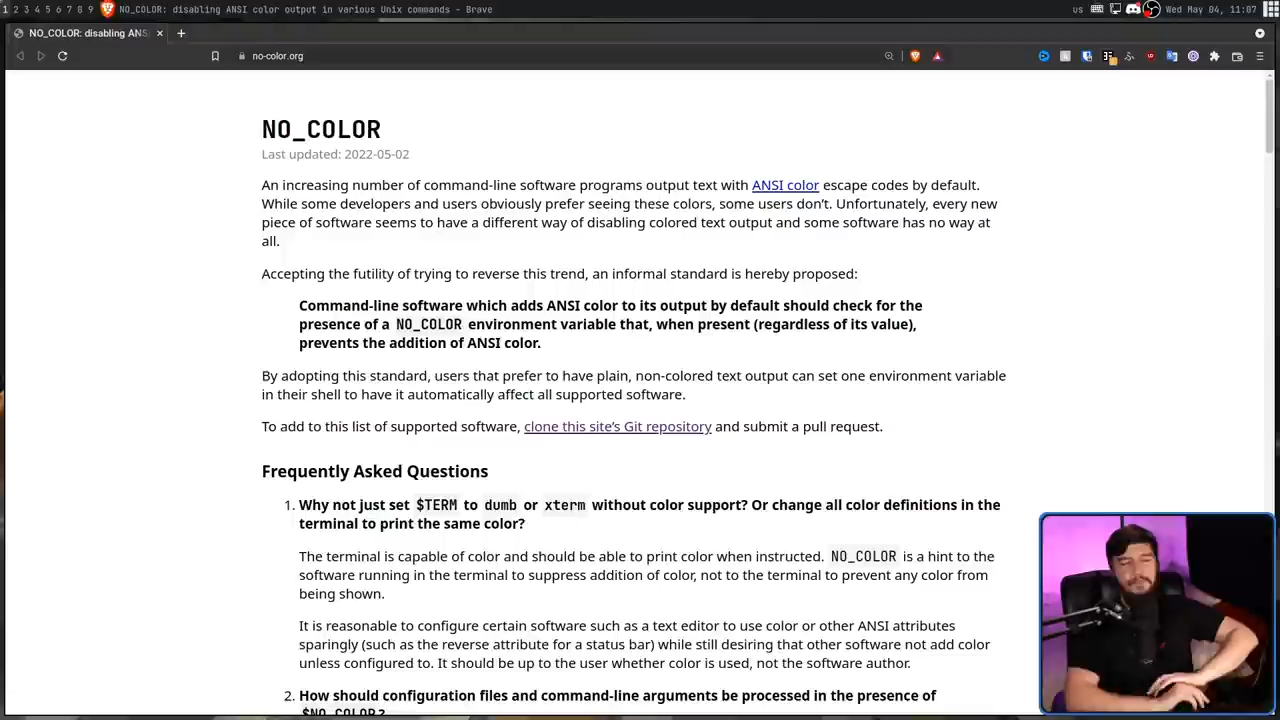 1 2 3 4 5 6 7 8 9 NO_COLOR: disabling ANSI color output in various Unix commands - Brave us Wed May 04, 11:07
NO_COLOR: disabling ANS
no-color.org
NO_COLOR
Last updated: 2022-05-02
An increasing number of command-line software programs output text with ANSI color escape codes by default.
While some developers and users obviously prefer seeing these colors, some users don't. Unfortunately, every new
piece of software seems to have a different way of disabling colored text output and some software has no way at
all.
Accepting the futility of trying to reverse this trend, an informal standard is hereby proposed:
Command-line software which adds ANSI color to its output by default should check for the
presence of a NO_COLOR environment variable that, when present (regardless of its value),
prevents the addition of ANSI color.
By adopting this standard, users that prefer to have plain, non-colored text output can set one environment variable
in their shell to have it automatically affect all supported software.
To add to this list of supported software, clone this site's Git repository and submit a pull request.
Frequently Asked Questions
1. Why not just set $TERM to dumb or xterm without color support? Or change all color definitions in the
terminal to print the same color?
The terminal is capable of color and should be able to print color when instructed. NO_COLOR is a hint to the
software running in the terminal to suppress addition of color, not to the terminal to prevent any color from
being shown.
It is reasonable to configure certain software such as a text editor to use color or other ANSI attributes
sparingly (such as the reverse attribute for a status bar) while still desiring that other software not add color
unless configured to. It should be up to the user whether color is used, not the software author.
2. How should configuration files and command-line arguments be processed in the presence of
$NO_COLOR?